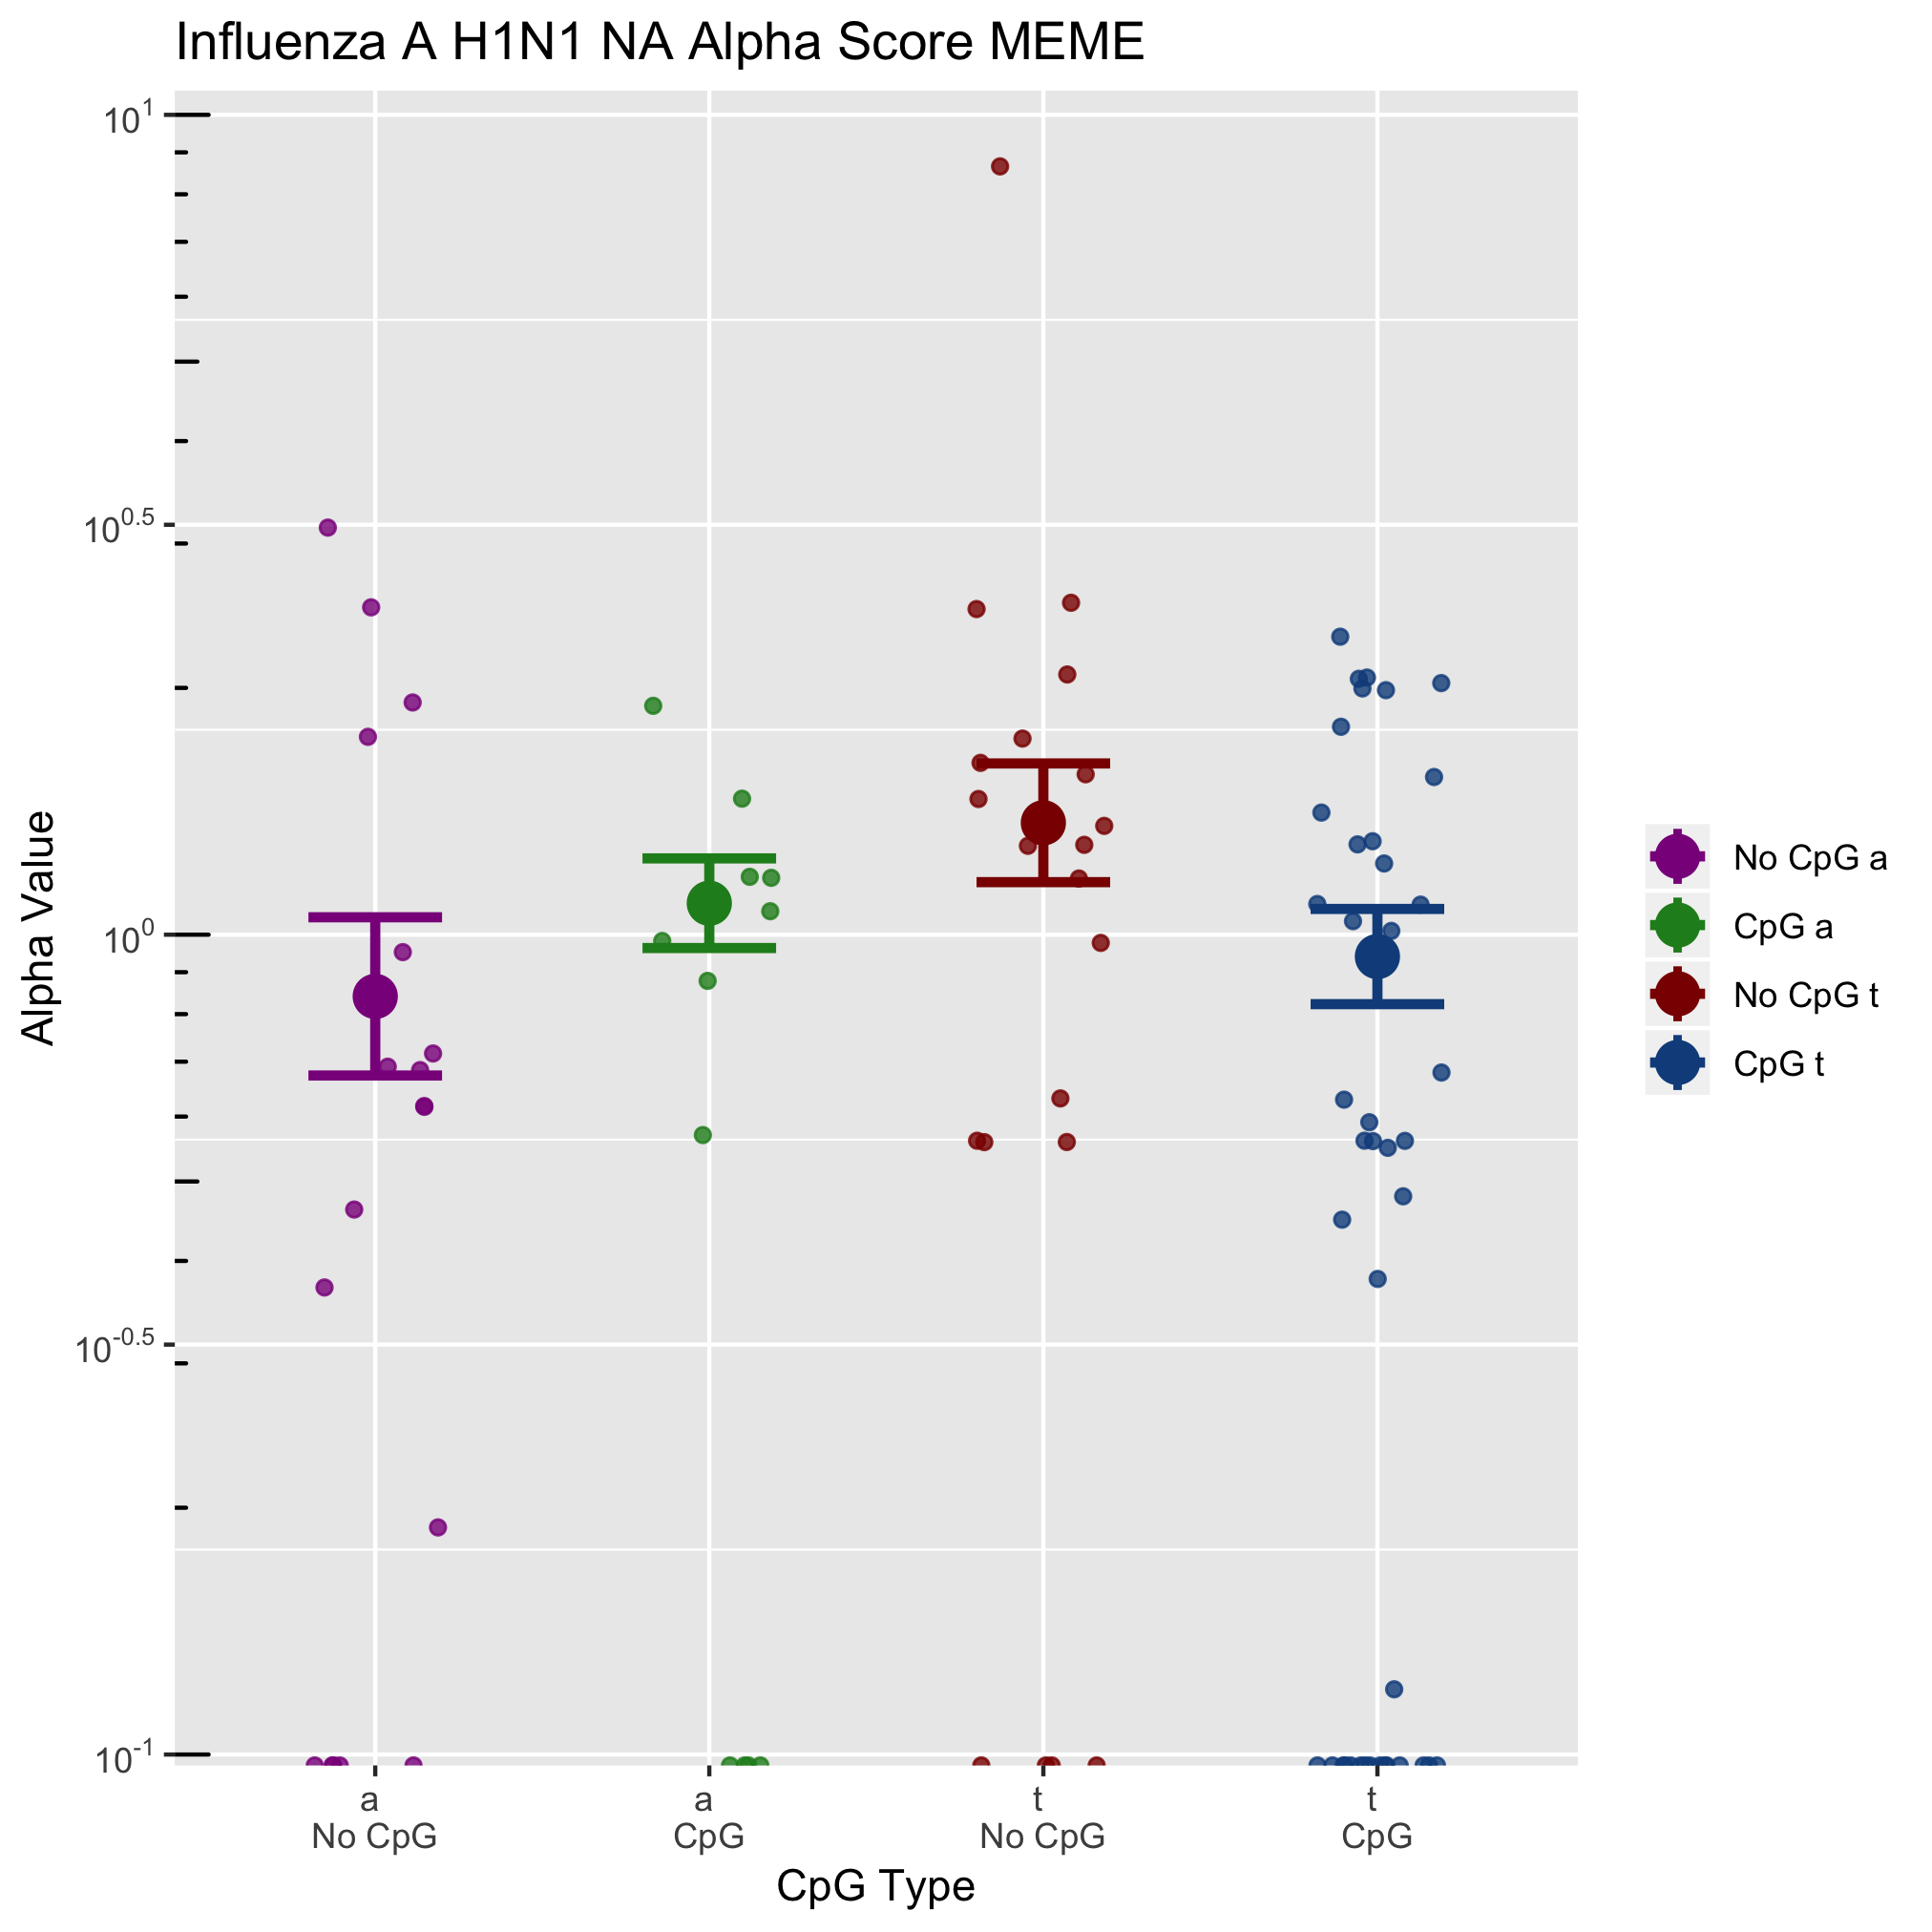 Influenza A H1N1 NA Alpha Score MEME
10^1
10^0.5
10^0
10^-0.5
10^-1
Alpha Value
a
No CpG
a
CpG
t
No CpG
t
CpG
CpG Type
No CpG a
CpG a
No CpG t
CpG t